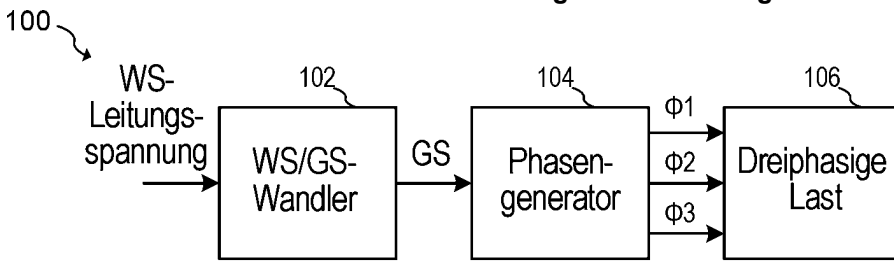 100
WS-
Leitungs-
spannung
102
WS/GS-
Wandler
GS
104
Phasen-
generator
Φ1
Φ2
Φ3
106
Dreiphasige
Last